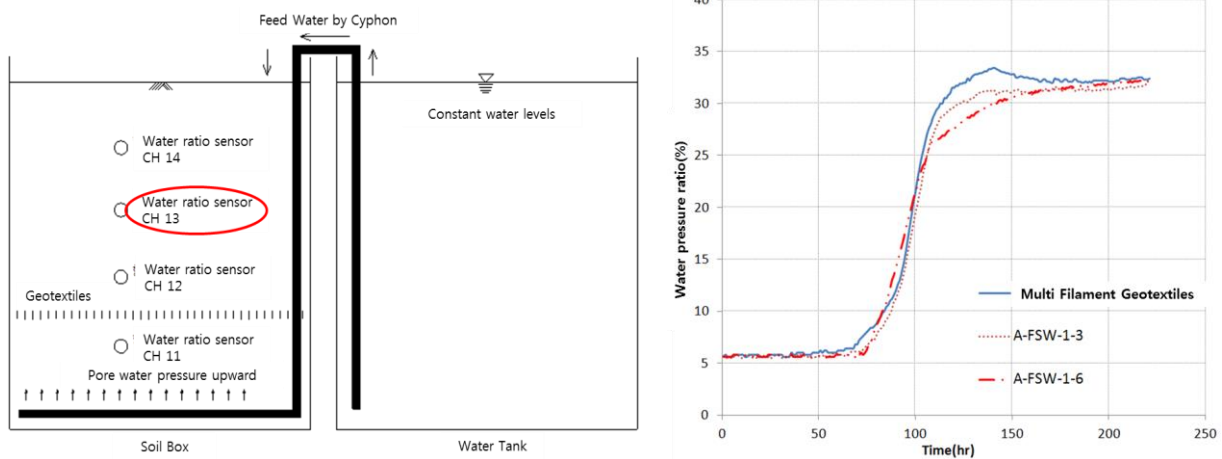 Feed Water by Cyphon
Constant water levels
Water ratio sensor
CH 14
Water ratio sensor
CH 13
Water ratio sensor
CH 12
Geotextiles
Water ratio sensor
CH 11
Pore water pressure upward
Soil Box
Water Tank
40
35
30
25
20
15
10
5
0
Water pressure ratio(%)
Multi Filament Geotextiles
A-FSW-1-3
A-FSW-1-6
0 50 100 150 200 250
Time(hr)